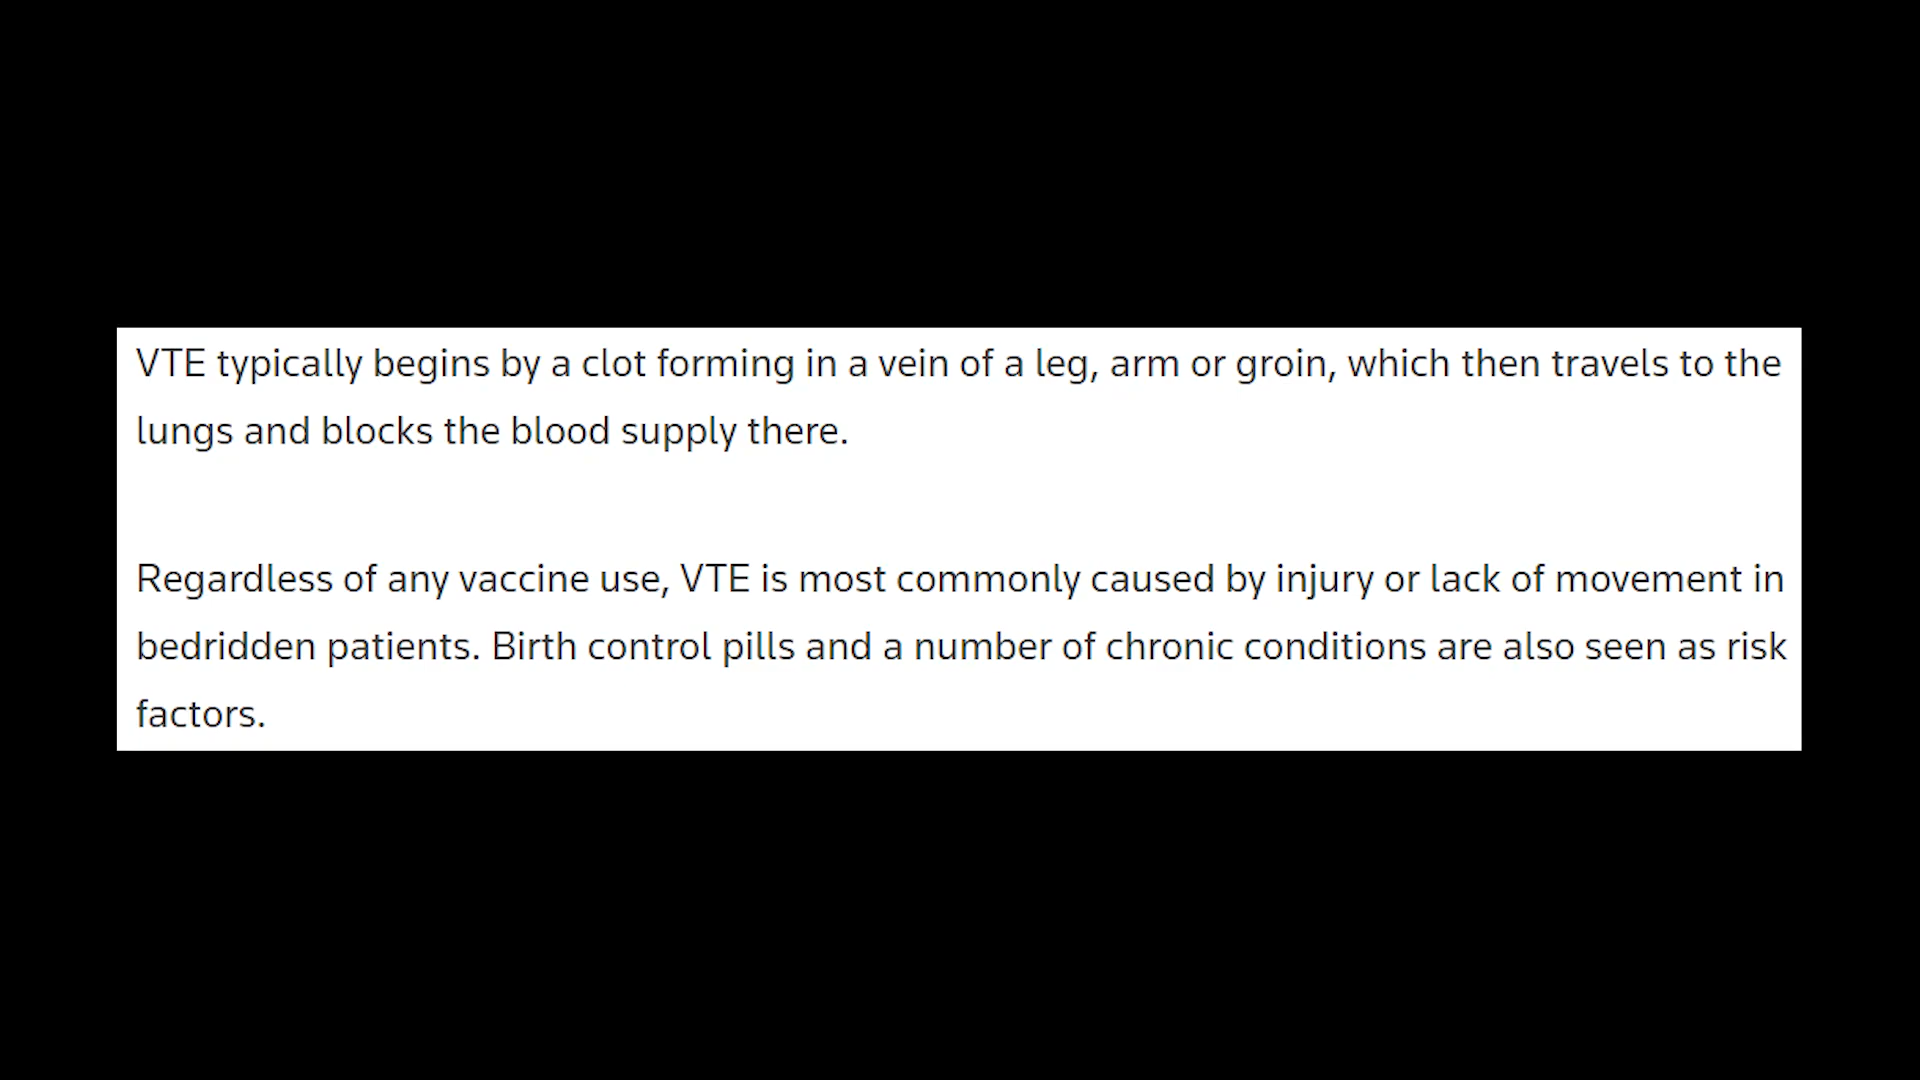 VTE typically begins by a clot forming in a vein of a leg, arm or groin, which then travels to the
lungs and blocks the blood supply there.
Regardless of any vaccine use, VTE is most commonly caused by injury or lack of movement in
bedridden patients. Birth control pills and a number of chronic conditions are also seen as risk
factors.